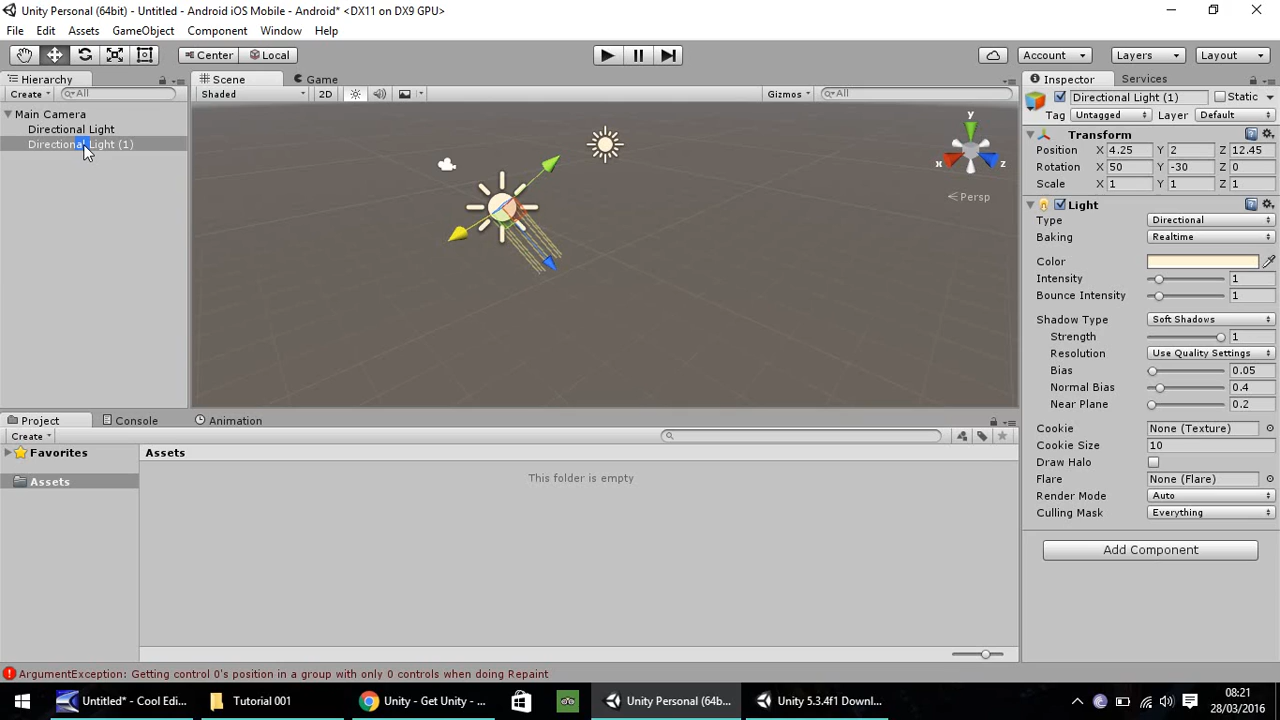 Unity Personal (64bit) - Untitled - Android iOS Mobile - Android* <DX11 on DX9 GPU>
File Edit Assets GameObject Component Window Help
Center Local Account Layers Layout
Hierarchy Scene Game Inspector Services
Create All Shaded 2D Gizmos All Directional Light (1) Static
Main Camera Tag Untagged Layer Default
Directional Light
Directional Light (1)
y x z
Persp
Transform
Position X 4.25 Y 2 Z 12.45
Rotation X 50 Y -30 Z 0
Scale X 1 Y 1 Z 1
Light
Type Directional
Baking Realtime
Color
Intensity 1
Bounce Intensity 1
Shadow Type Soft Shadows
Strength 1
Resolution Use Quality Settings
Bias 0.05
Normal Bias 0.4
Near Plane 0.2
Cookie None (Texture)
Cookie Size 10
Draw Halo
Flare None (Flare)
Render Mode Auto
Culling Mask Everything
Add Component
Project Console Animation
Create
Favorites Assets
Assets
This folder is empty
ArgumentException: Getting control 0's position in a group with only 0 controls when doing Repaint
Untitled* - Cool Edi... Tutorial 001 Unity - Get Unity - ... Unity Personal (64b... Unity 5.3.4f1 Downl... 08:21
28/03/2016